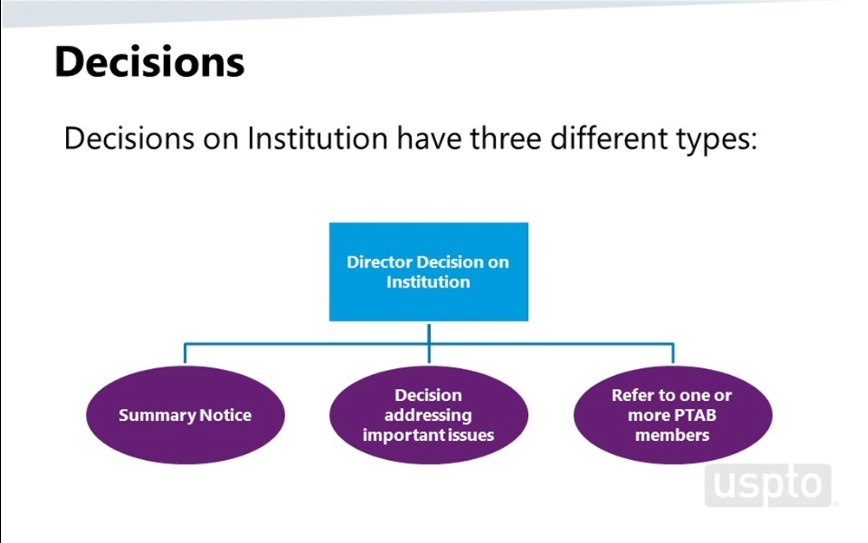 Decisions
Decisions on Institution have three different types:
Director Decision on
Institution
Summary Notice
Decision
addressing
important issues
Refer to one or
more PTAB
members
uspto